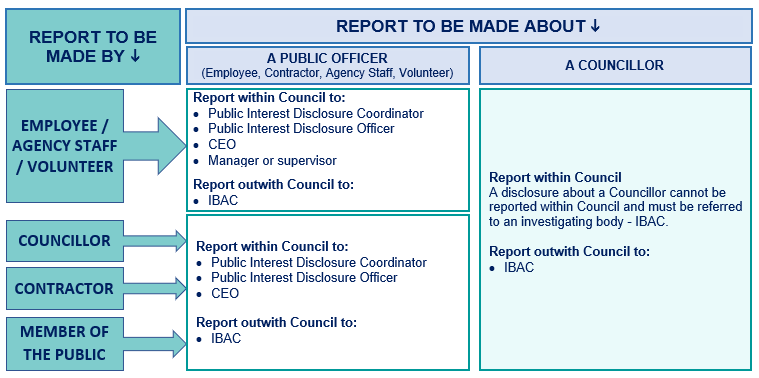 REPORT TO BE
MADE BY ↓
REPORT TO BE MADE ABOUT ↓
A PUBLIC OFFICER
(Employee, Contractor, Agency Staff, Volunteer)
A COUNCILLOR
EMPLOYEE /
AGENCY STAFF
/ VOLUNTEER
Report within Council to:
• Public Interest Disclosure Coordinator
• Public Interest Disclosure Officer
• CEO
• Manager or supervisor
Report outwith Council to:
• IBAC
COUNCILLOR
CONTRACTOR
MEMBER OF
THE PUBLIC
Report within Council to:
• Public Interest Disclosure Coordinator
• Public Interest Disclosure Officer
• CEO
Report outwith Council to:
• IBAC
Report within Council
A disclosure about a Councillor cannot be
reported within Council and must be referred
to an investigating body - IBAC.
Report outwith Council to:
• IBAC